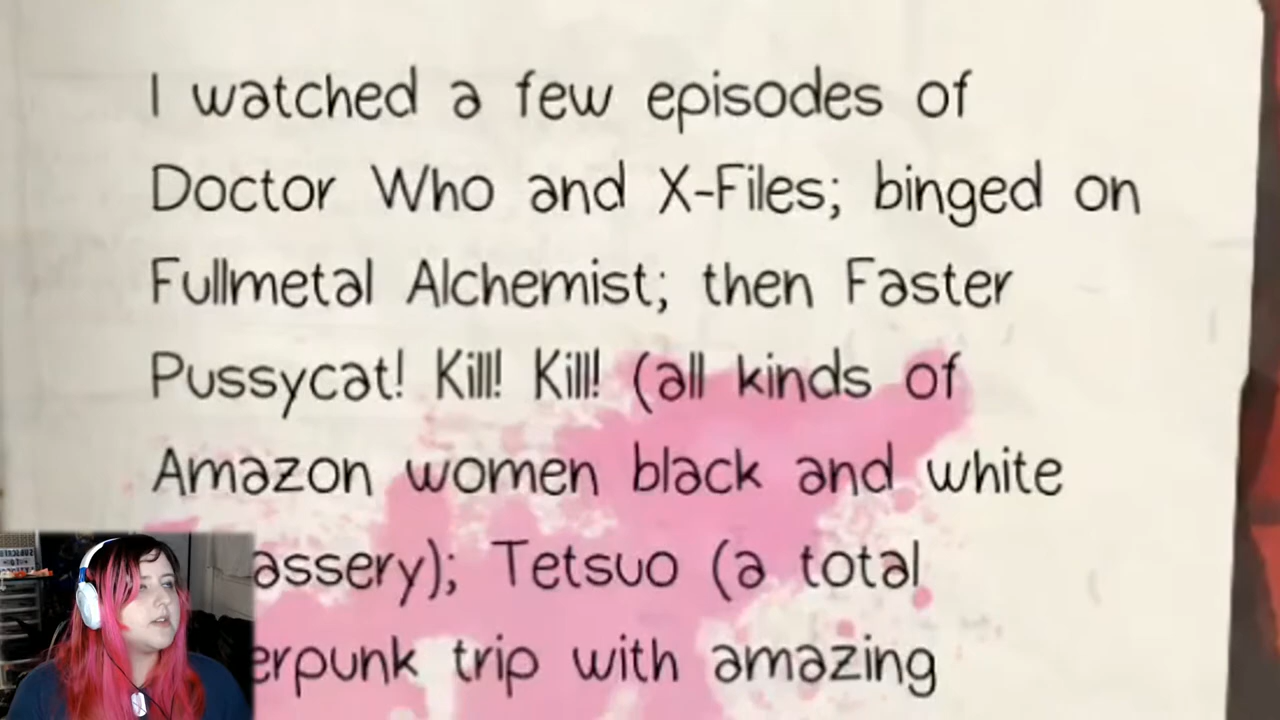 I watched a few episodes of
Doctor Who and X-Files; binged on
Fullmetal Alchemist; then Faster
Pussycat! Kill! Kill! (all kinds of
Amazon women black and white
assery); Tetsuo (a total
erpunk trip with amazing